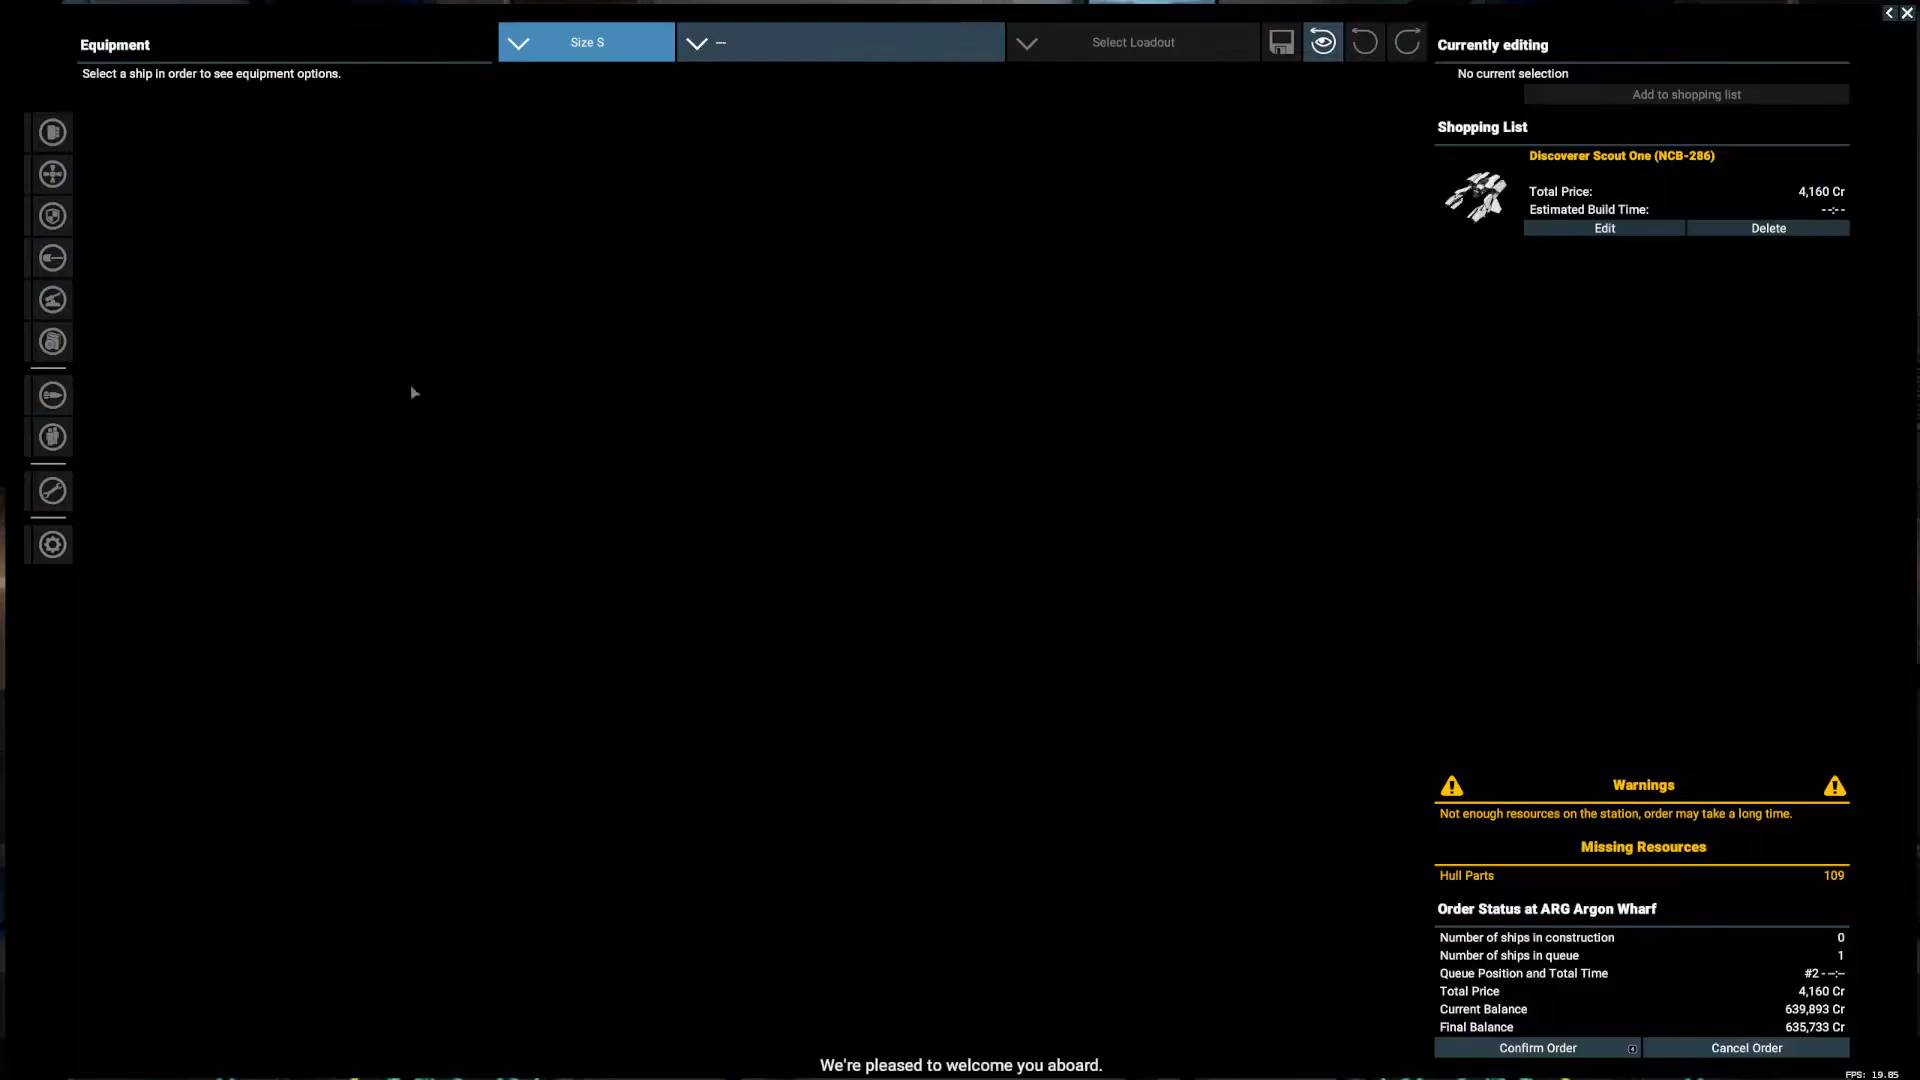 Equipment
Select a ship in order to see equipment options.
Size S
---
Select Loadout
Currently editing
No current selection
Add to shopping list
Shopping List
Discoverer Scout One (NCB-286)
Total Price: 4,160 Cr
Estimated Build Time: --:--
Edit
Delete
Warnings
Not enough resources on the station, order may take a long time.
Missing Resources
Hull Parts 109
Order Status at ARG Argon Wharf
Number of ships in construction 0
Number of ships in queue 1
Queue Position and Total Time #2 - --:--
Total Price 4,160 Cr
Current Balance 639,893 Cr
Final Balance 635,733 Cr
Confirm Order
Cancel Order
We're pleased to welcome you aboard.
FPS: 19.85